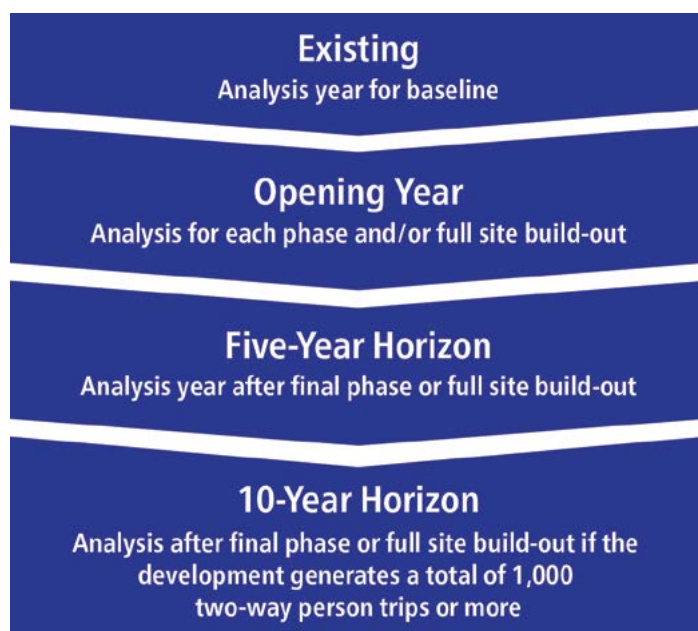 Existing
Analysis year for baseline
Opening Year
Analysis for each phase and/or full site build-out
Five-Year Horizon
Analysis year after final phase or full site build-out
10-Year Horizon
Analysis after final phase or full site build-out if the
development generates a total of 1,000
two-way person trips or more